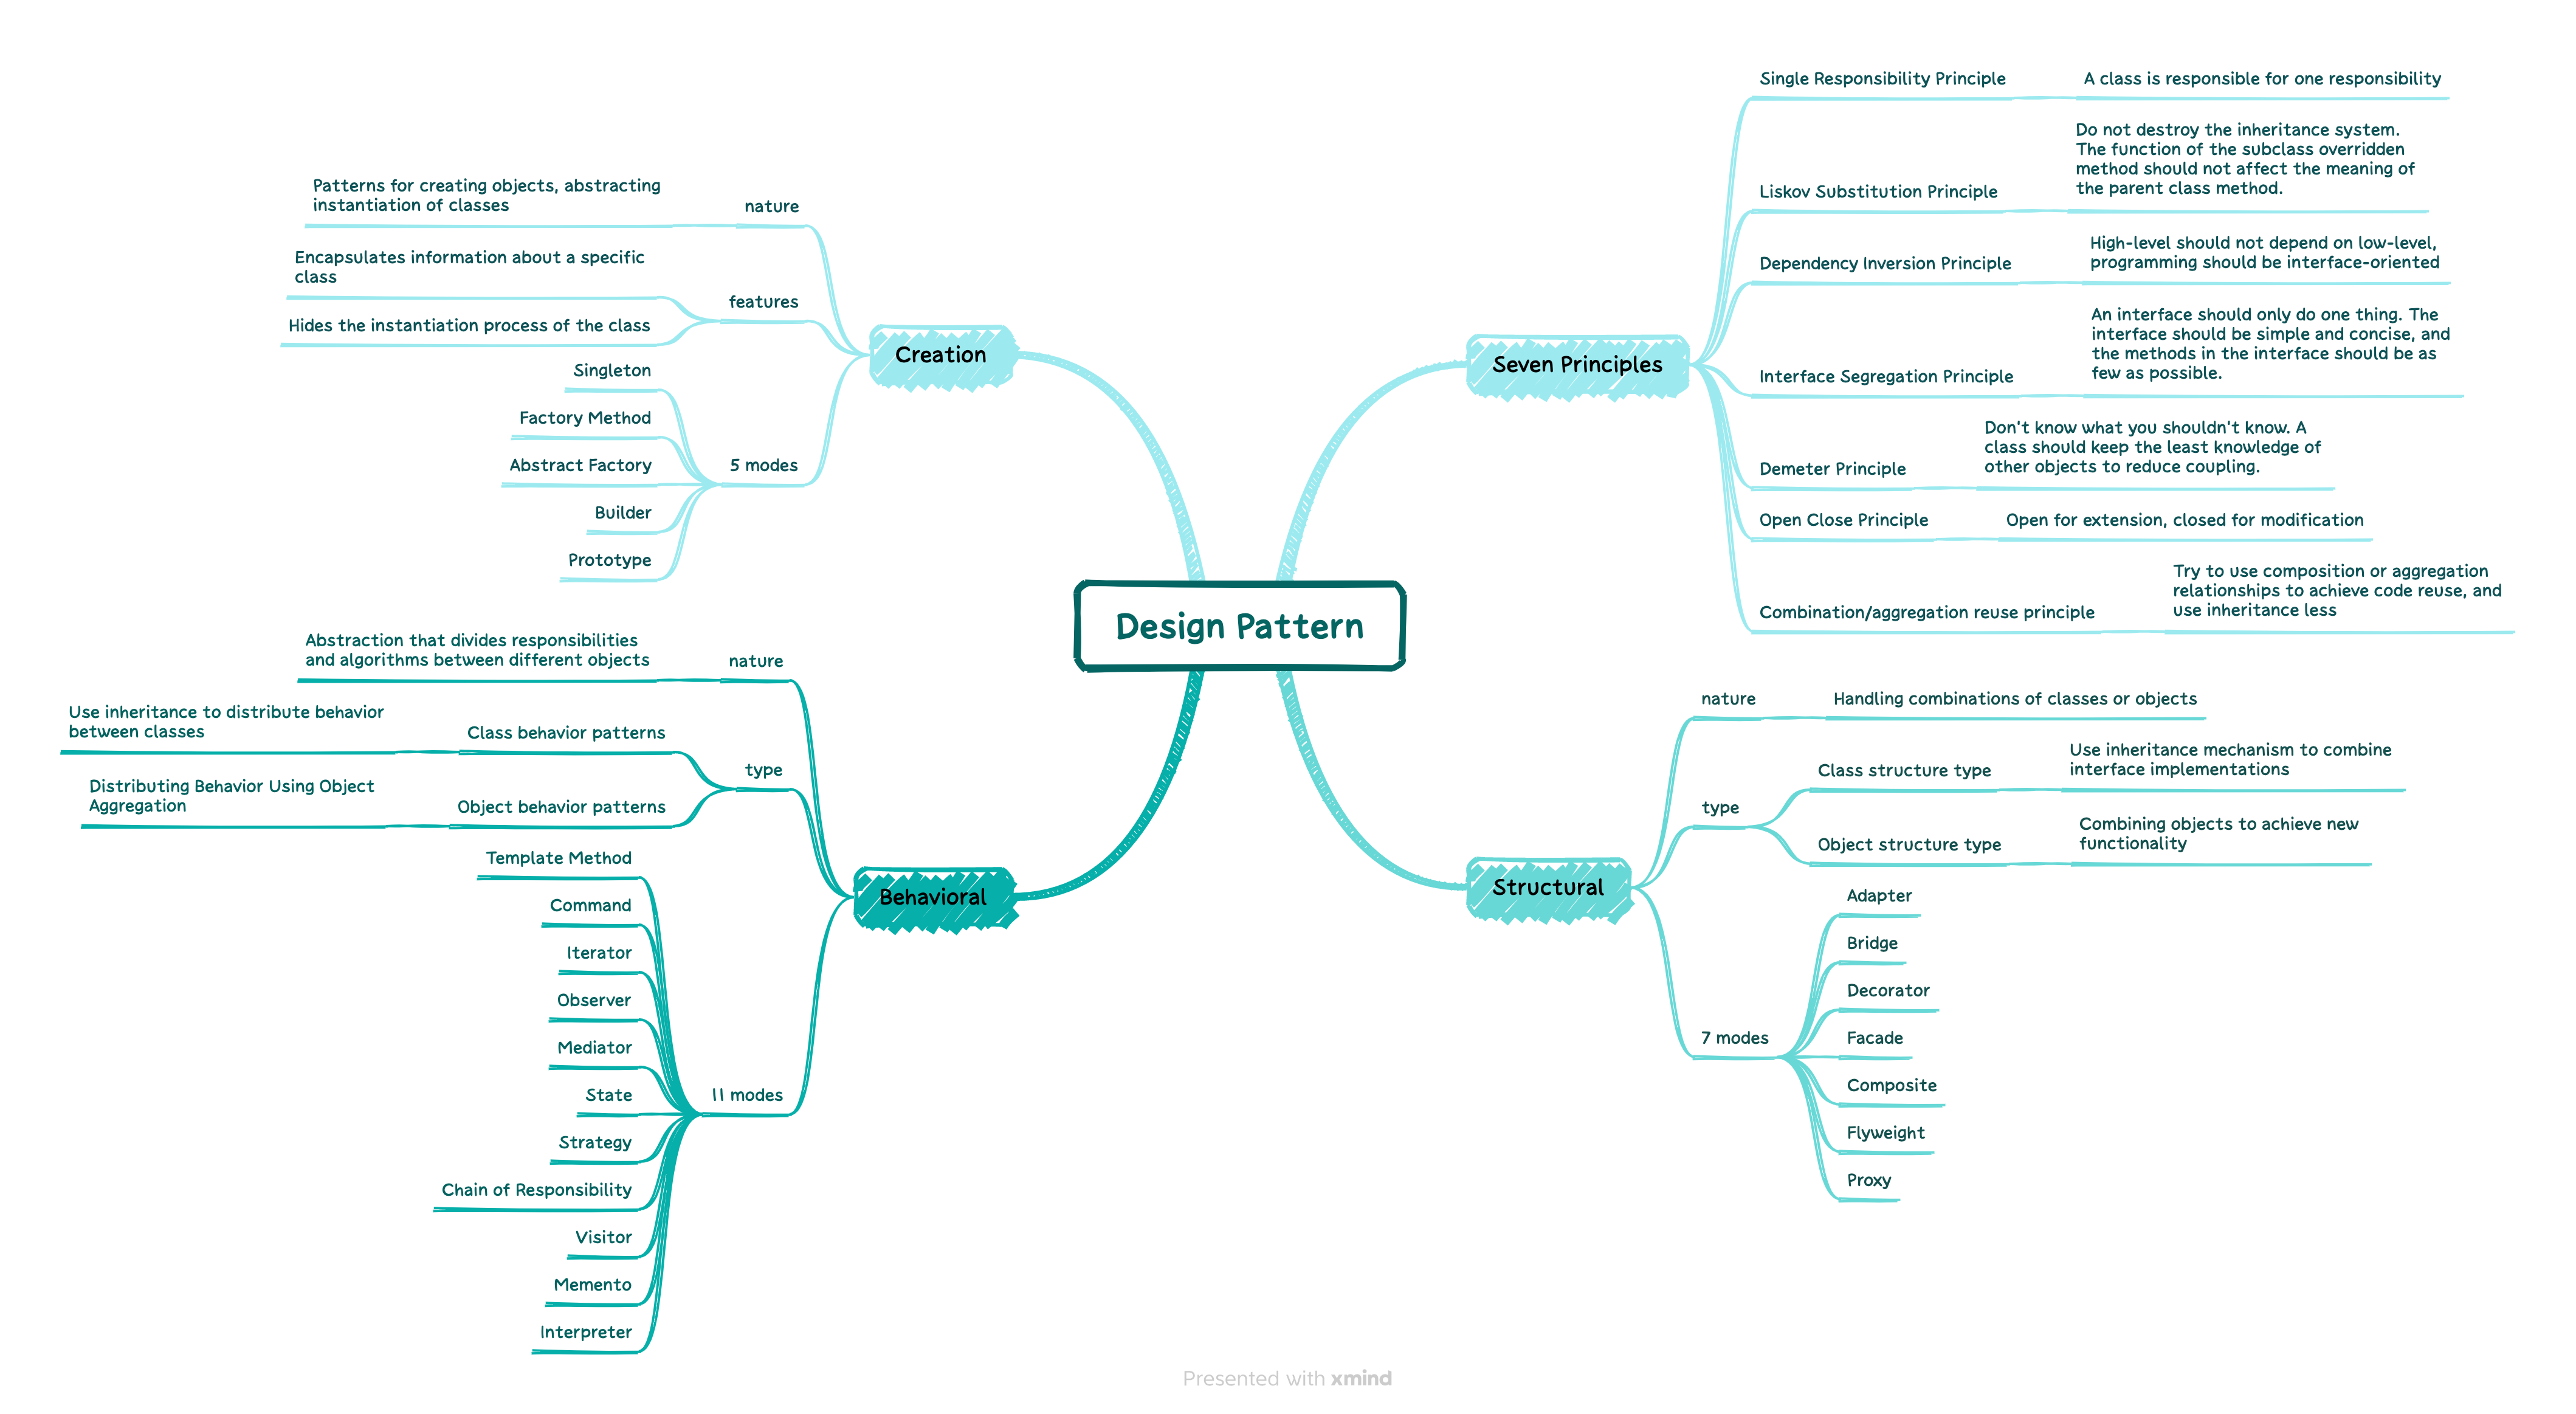 Design Pattern
Seven Principles
Single Responsibility Principle
A class is responsible for one responsibility
Liskov Substitution Principle
Do not destroy the inheritance system.
The function of the subclass overridden
method should not affect the meaning of
the parent class method.
Dependency Inversion Principle
High-level should not depend on low-level,
programming should be interface-oriented
Interface Segregation Principle
An interface should only do one thing. The
interface should be simple and concise, and
the methods in the interface should be as
few as possible.
Demeter Principle
Don't know what you shouldn't know. A
class should keep the least knowledge of
other objects to reduce coupling.
Open Close Principle
Open for extension, closed for modification
Combination/aggregation reuse principle
Try to use composition or aggregation
relationships to achieve code reuse, and
use inheritance less
Structural
nature
Handling combinations of classes or objects
type
Class structure type
Use inheritance mechanism to combine
interface implementations
Object structure type
Combining objects to achieve new
functionality
7 modes
Adapter
Bridge
Decorator
Facade
Composite
Flyweight
Proxy
Creation
nature
Patterns for creating objects, abstracting
instantiation of classes
features
Encapsulates information about a specific
class
Hides the instantiation process of the class
5 modes
Singleton
Factory Method
Abstract Factory
Builder
Prototype
Behavioral
nature
Abstraction that divides responsibilities
and algorithms between different objects
type
Class behavior patterns
Use inheritance to distribute behavior
between classes
Object behavior patterns
Distributing Behavior Using Object
Aggregation
11 modes
Template Method
Command
Iterator
Observer
Mediator
State
Strategy
Chain of Responsibility
Visitor
Memento
Interpreter
Presented with xmind